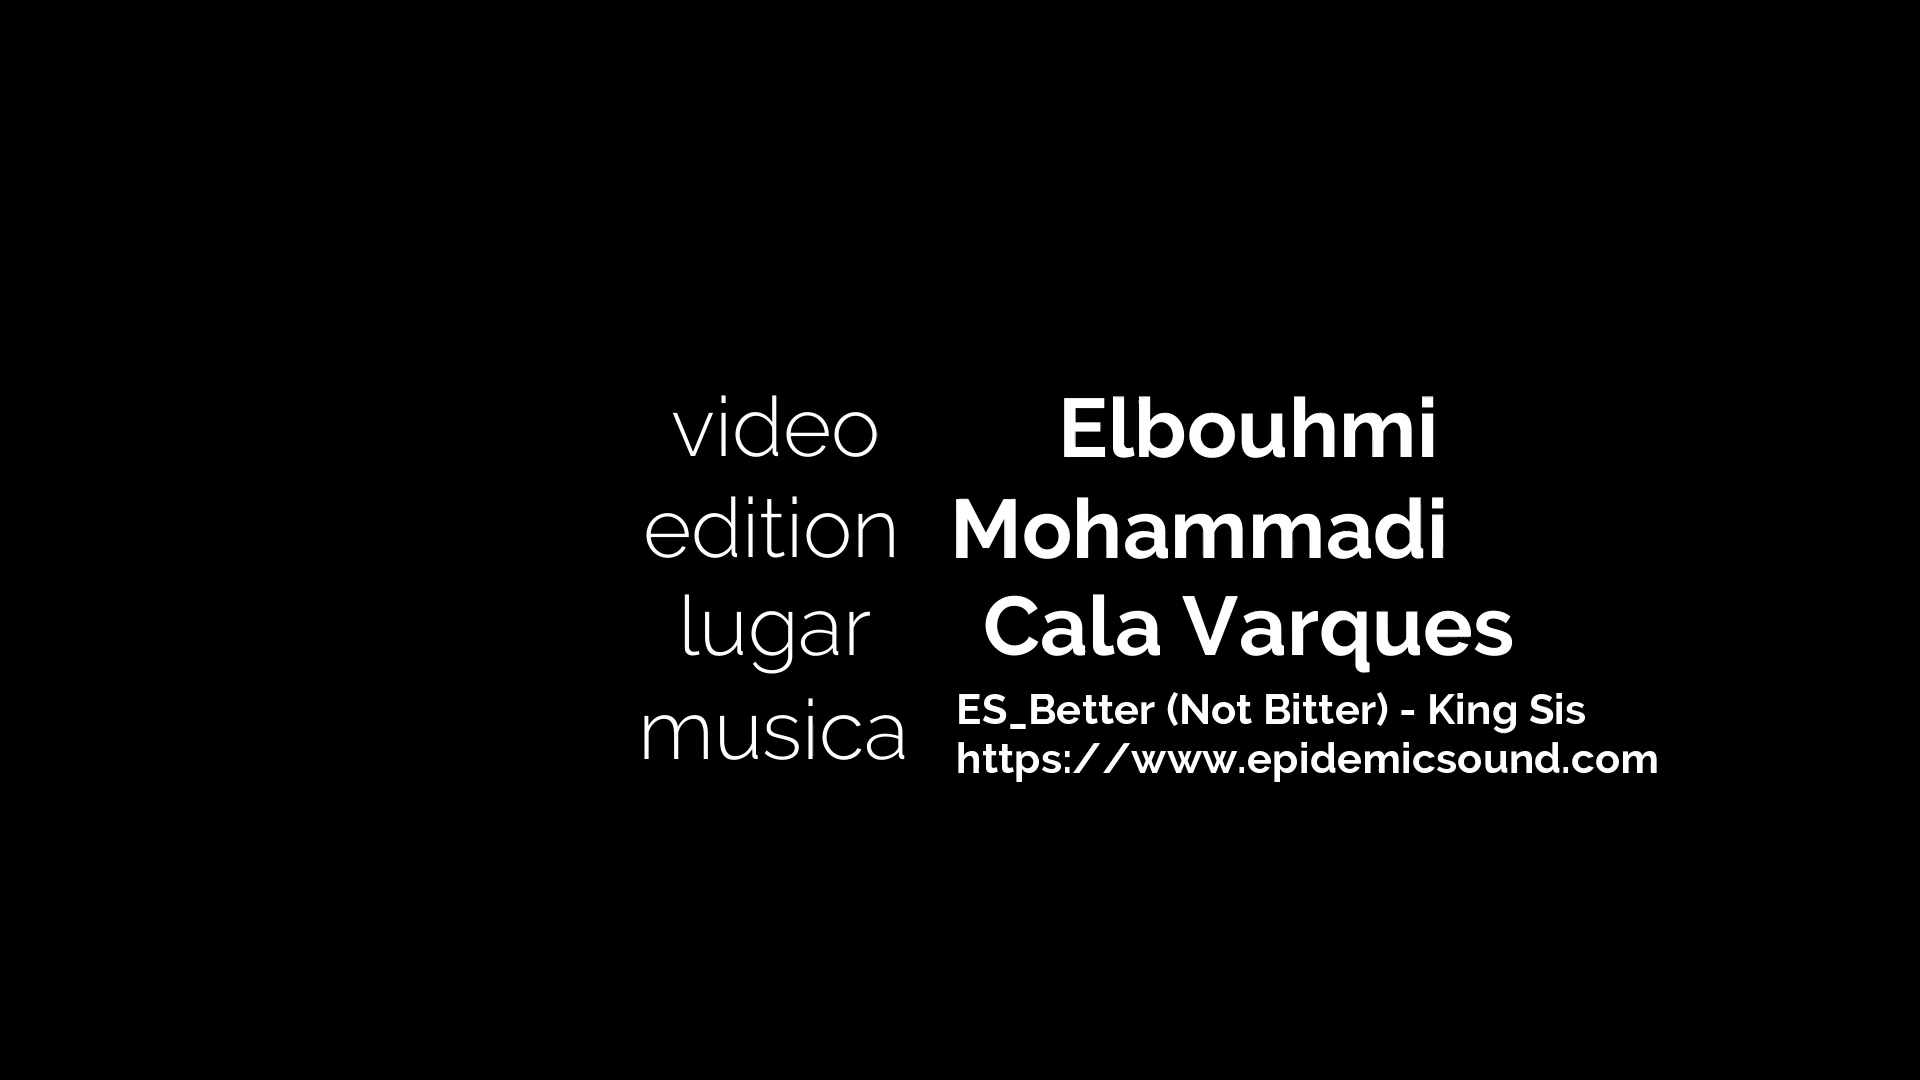 video Elbouhmi
edition Mohammadi
lugar Cala Varques
musica ES_Better (Not Bitter) - King Sis
https://www.epidemicsound.com